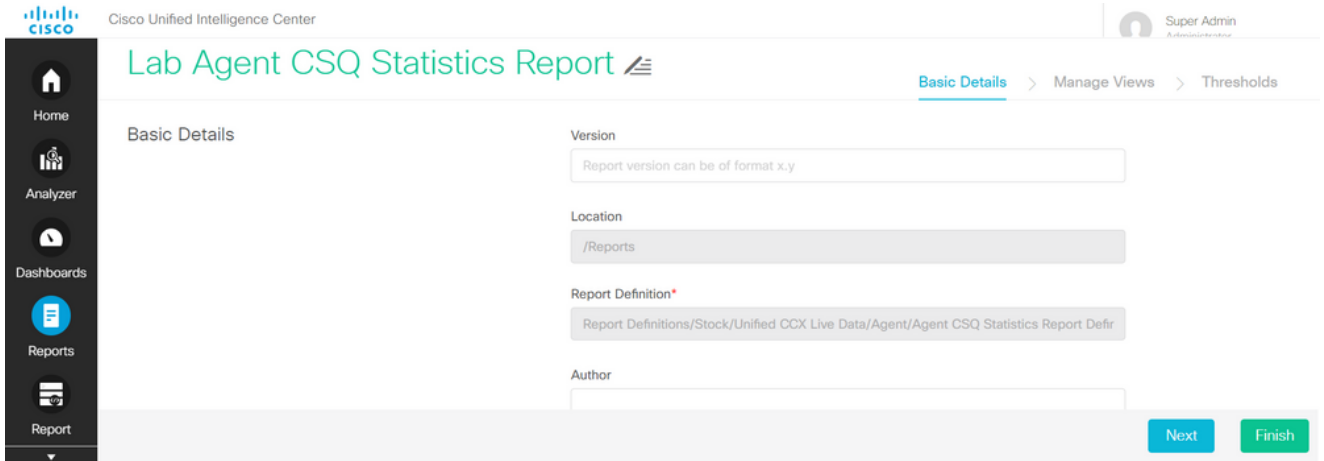 CISCO
Cisco Unified Intelligence Center
Super Admin
Administrator
Lab Agent CSQ Statistics Report
Basic Details > Manage Views > Thresholds
Home
Analyzer
Dashboards
Reports
Report
Basic Details
Version
Report version can be of format x.y
Location
/Reports
Report Definition*
Report Definitions/Stock/Unified CCX Live Data/Agent/Agent CSQ Statistics Report Defir
Author
Next
Finish